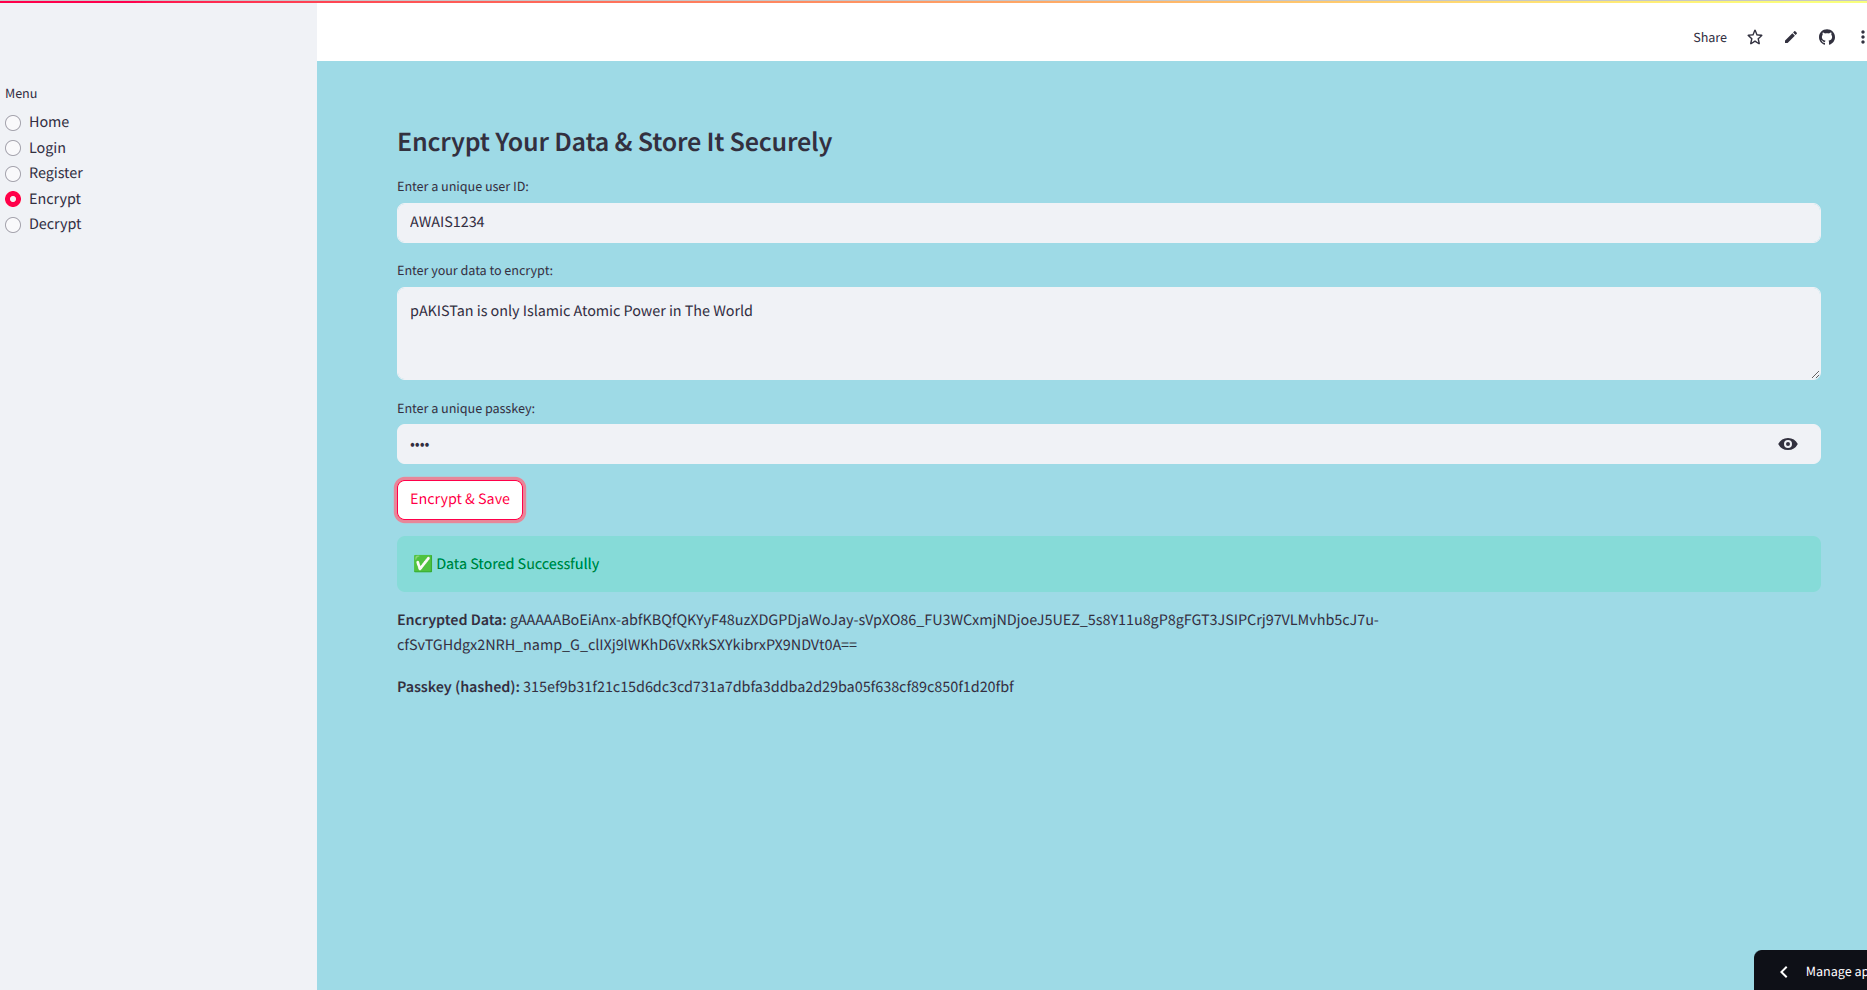 Share
Menu
Home
Login
Register
Encrypt
Decrypt
Encrypt Your Data & Store It Securely
Enter a unique user ID:
AWAIS1234
Enter your data to encrypt:
pAKISTan is only Islamic Atomic Power in The World
Enter a unique passkey:
••••
Encrypt & Save
✅ Data Stored Successfully
Encrypted Data: gAAAAABoEiAnx-abfKBQfQKYyF48uzXDGPDjaWoJay-sVpXO86_FU3WCxmjNDjoeJ5UEZ_5s8Y11u8gP8gFGT3JSIPCrj97VLMvhb5cJ7u-
cfSvTGHdgx2NRH_namp_G_clIXj9lWKhD6VxRkSXYkibrxPX9NDVt0A==
Passkey (hashed): 315ef9b31f21c15d6dc3cd731a7dbfa3ddba2d29ba05f638cf89c850f1d20fbf
Manage ap